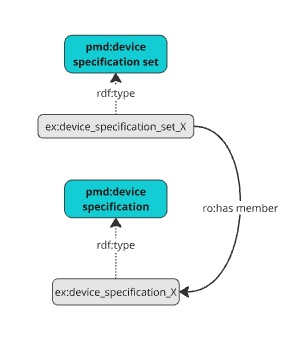 pmd:device
specification set
rdf:type
ex:device_specification_set_X
pmd:device
specification
ro:has member
rdf:type
ex:device_specification_X